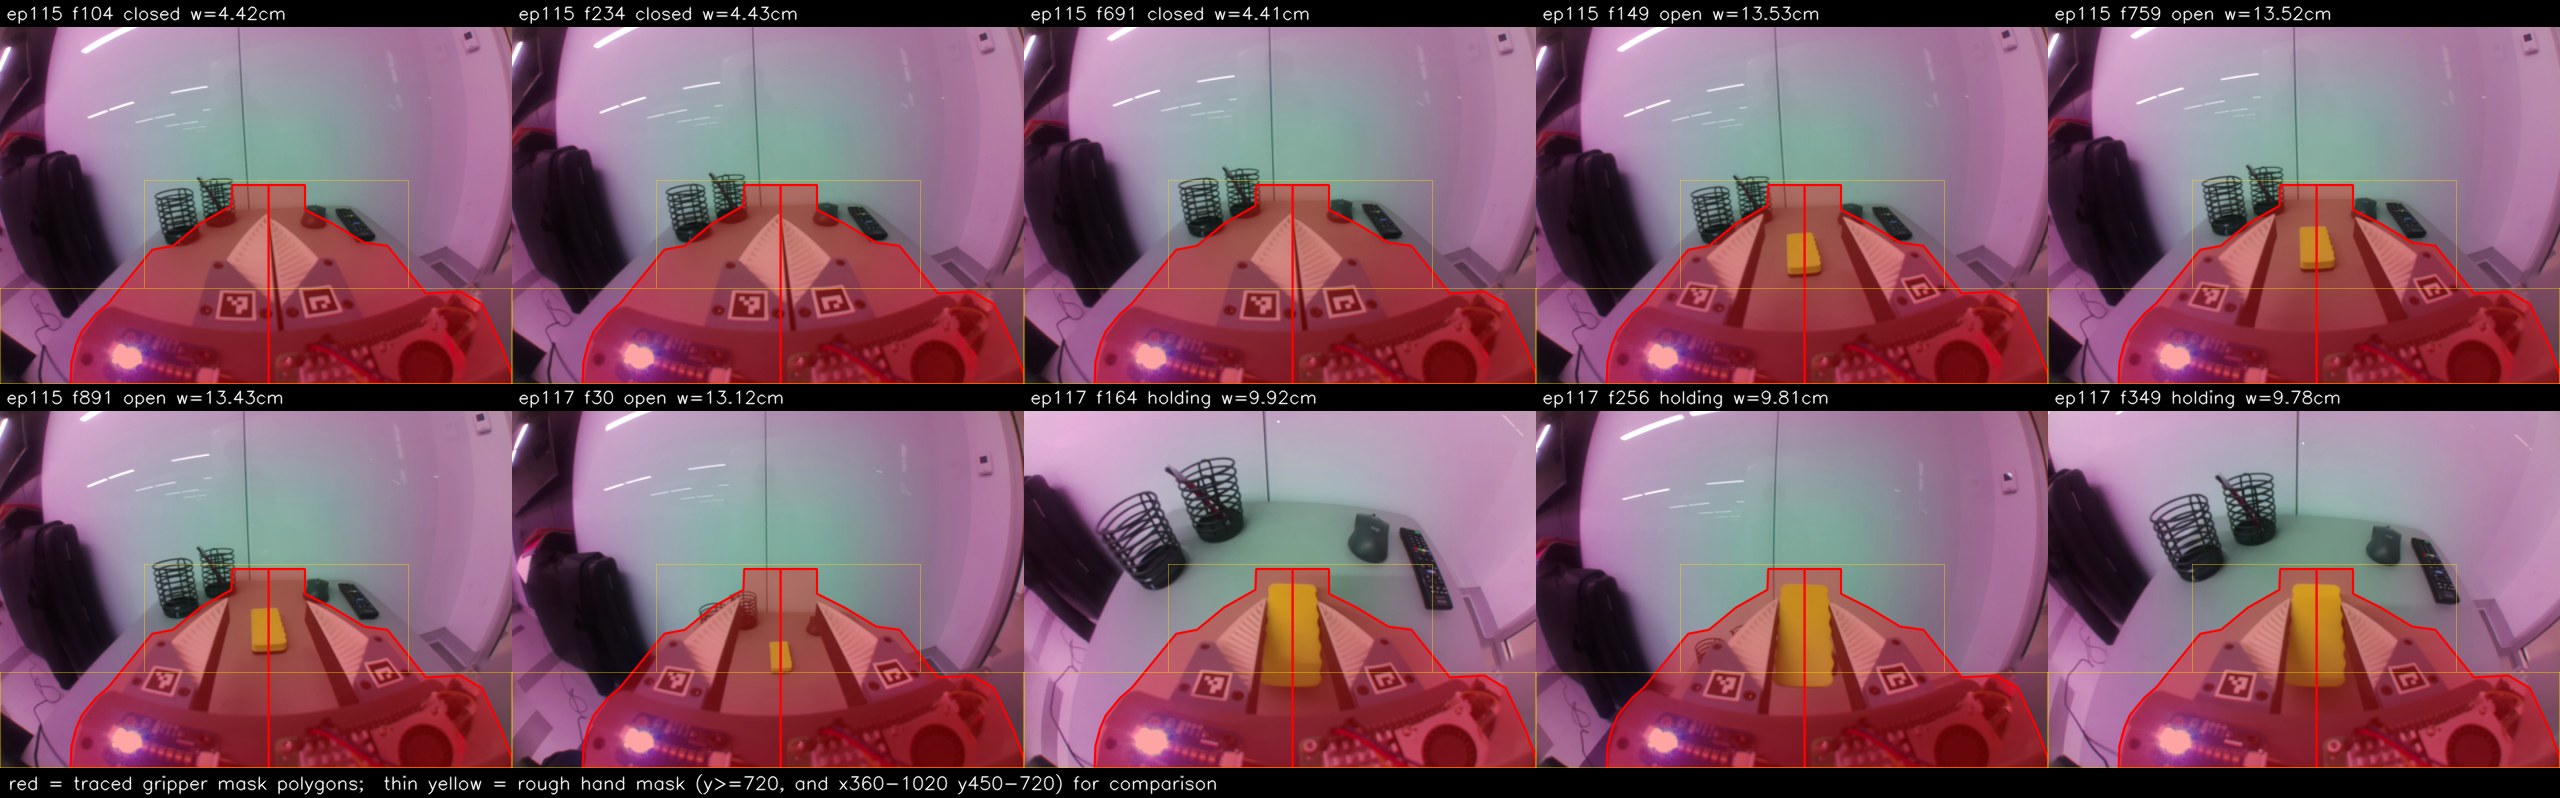 ep115 f104 closed w=4.42cm
ep115 f234 closed w=4.43cm
ep115 f691 closed w=4.41cm
ep115 f149 open w=13.53cm
ep115 f759 open w=13.52cm
ep115 f891 open w=13.43cm
ep117 f30 open w=13.12cm
ep117 f164 holding w=9.92cm
ep117 f256 holding w=9.81cm
ep117 f349 holding w=9.78cm
red = traced gripper mask polygons;  thin yellow = rough hand mask (y>=720, and x360-1020 y450-720) for comparison